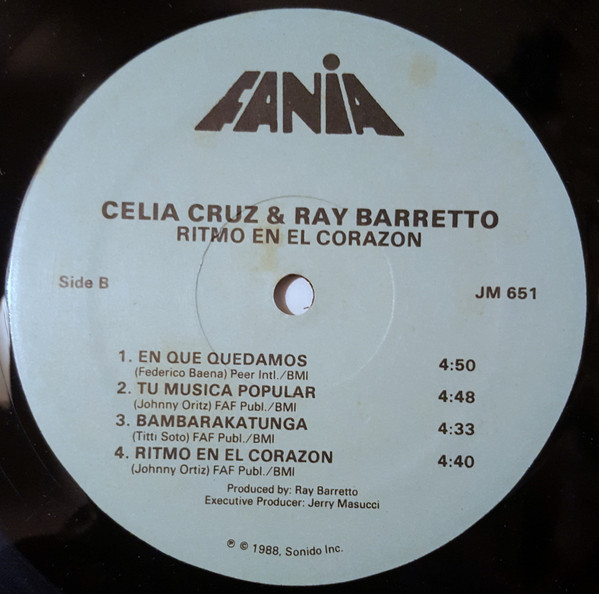 FANIA
CELIA CRUZ & RAY BARRETTO
RITMO EN EL CORAZON
Side B
JM 651
1. EN QUE QUEDAMOS 4:50
(Federico Baena) Peer Intl./BMI
2. TU MUSICA POPULAR 4:48
(Johnny Oritz) FAF Publ./BMI
3. BAMBARAKATUNGA 4:33
(Titti Soto) FAF Publ./BMI
4. RITMO EN EL CORAZON 4:40
(Johnny Ortiz) FAF Publ./BMI
Produced by: Ray Barretto
Executive Producer: Jerry Masucci
℗ © 1988, Sonido Inc.